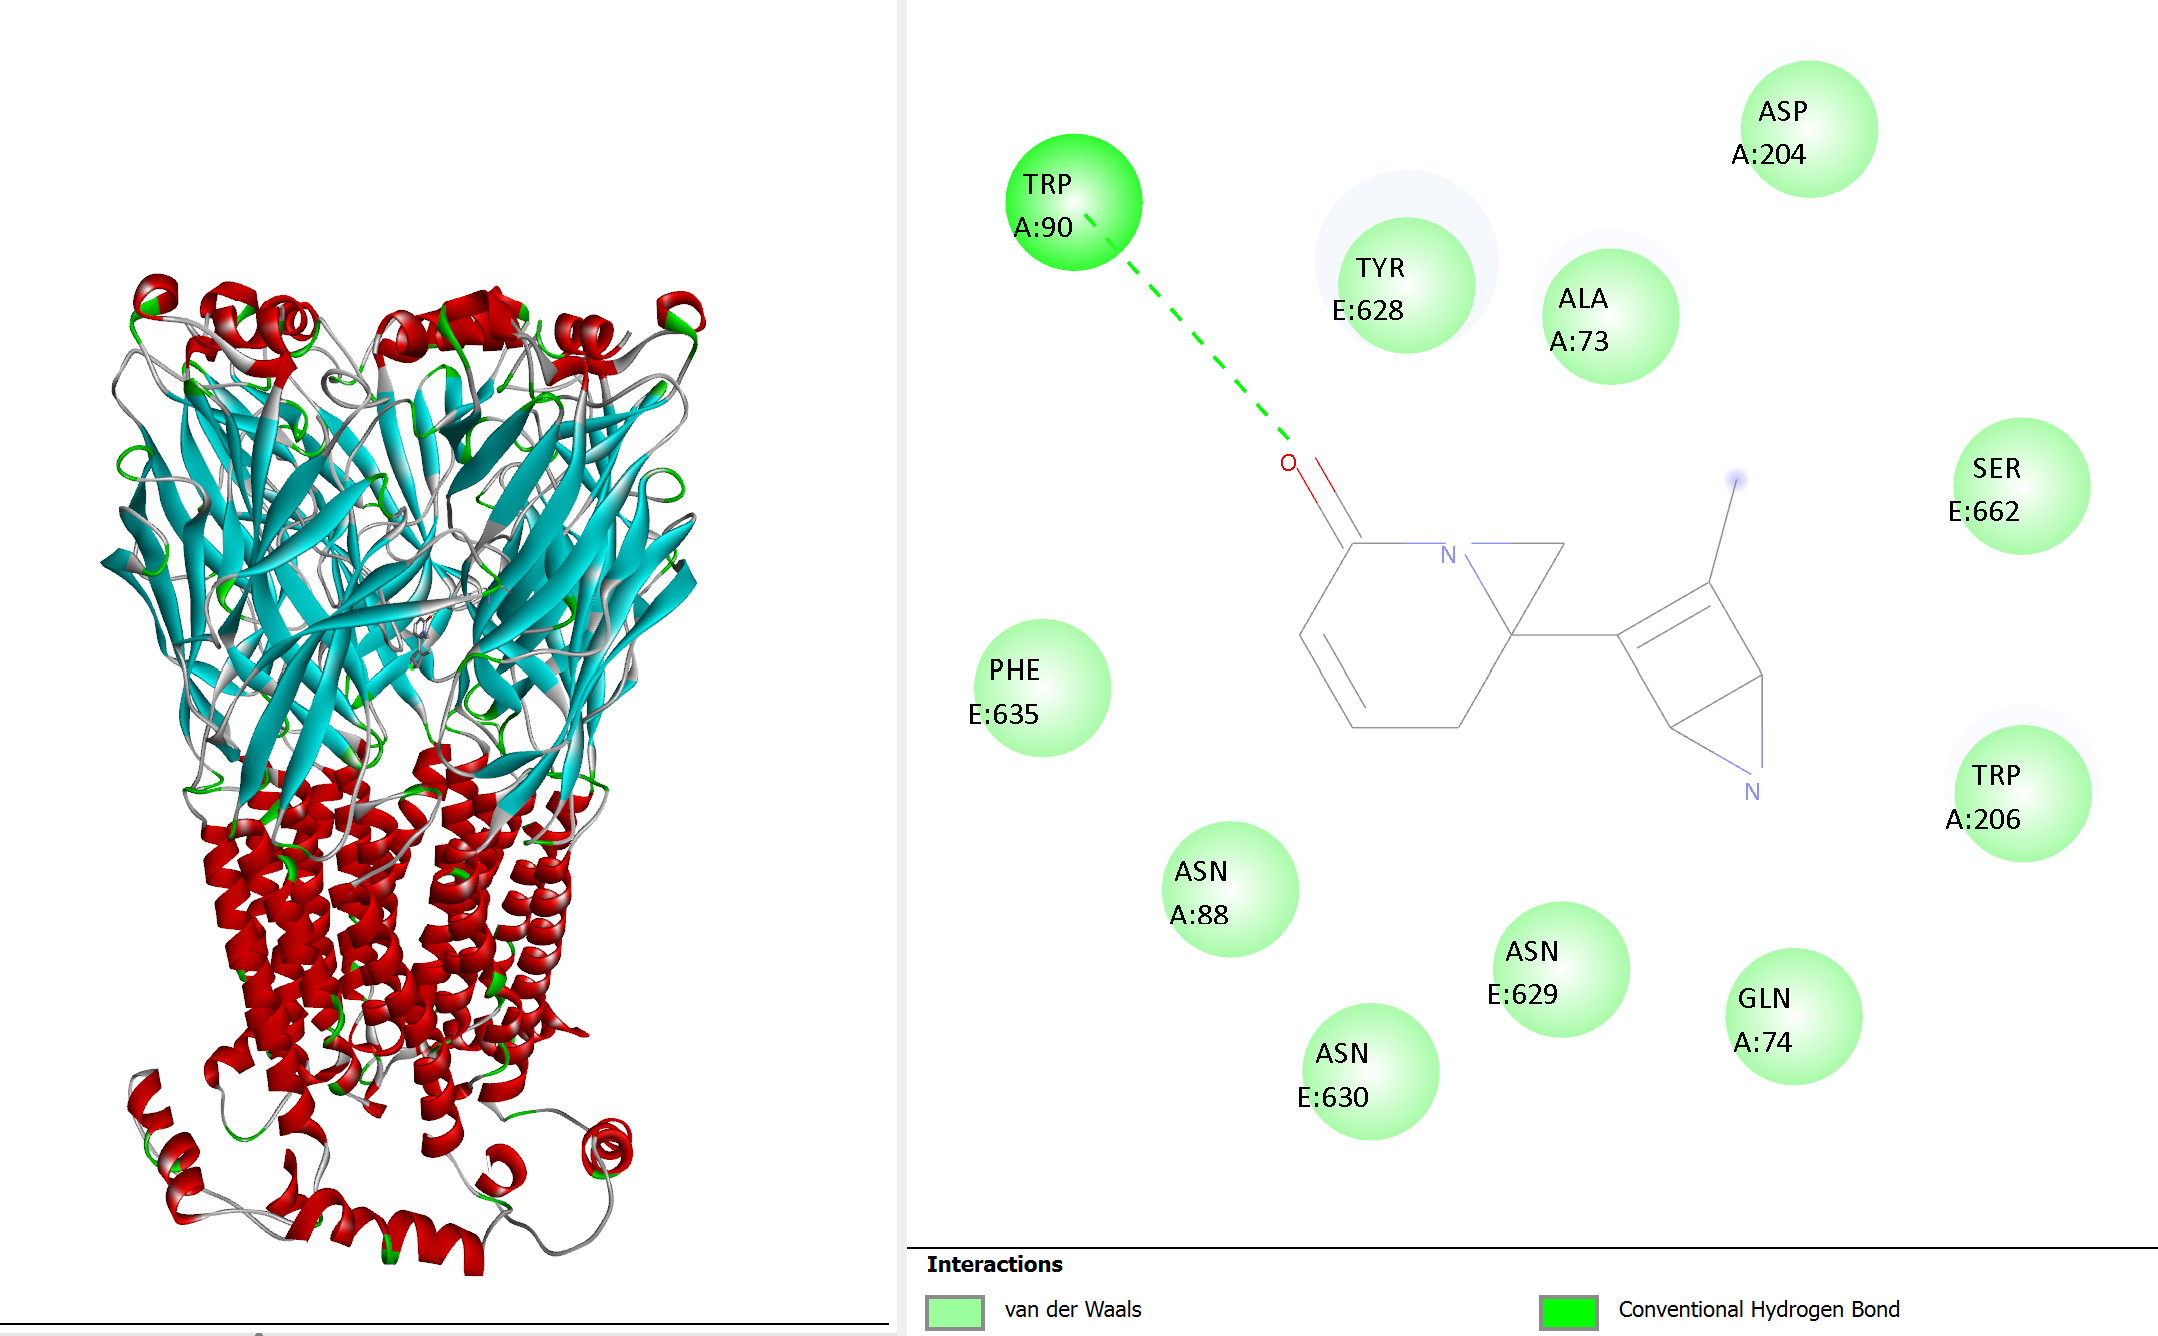 ASP
A:204
TRP
A:90
TYR
E:628
ALA
A:73
O
SER
E:662
N
PHE
E:635
N
TRP
A:206
ASN
A:88
ASN
E:629
GLN
A:74
ASN
E:630
Interactions
van der Waals
Conventional Hydrogen Bond